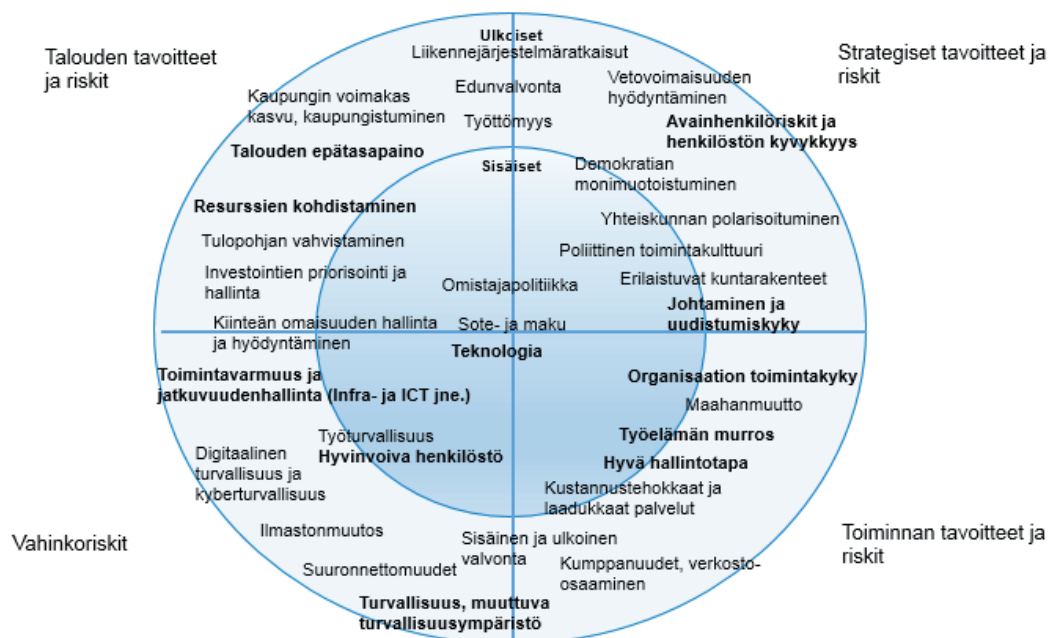 Talouden tavoitteet
ja riskit
Ulkoiset
Liikennejärjestelmäratkaisut
Edunvalvonta
Työttömyys
Kaupungin voimakas
kasvu, kaupungistuminen
Talouden epätasapaino
Resurssien kohdistaminen
Tulopohjan vahvistaminen
Investointien priorisointi ja
hallinta
Kiinteän omaisuuden hallinta
ja hyödyntäminen
Sisäiset
Omistajapolitiikka
Sote- ja maku
Teknologia
Strategiset tavoitteet ja
riskit
Vetovoimaisuuden
hyödyntäminen
Avainhenkilöriskit ja
henkilöstön kyvykkyys
Demokratian
monimuotoistuminen
Yhteiskunnan polarisoituminen
Poliittinen toimintakulttuuri
Erilaistuvat kuntarakenteet
Johtaminen ja
uudistumiskyky
Toimintavarmuus ja
jatkuvuudenhallinta (Infra- ja ICT jne.)
Työturvallisuus
Hyvinvoiva henkilöstö
Digitaalinen
turvallisuus ja
kyberturvallisuus
Ilmastonmuutos
Suuronnettomuudet
Vahinkoriskit
Turvallisuus, muuttuva
turvallisuusympäristö
Sisäinen ja ulkoinen
valvonta
Organisaation toimintakyky
Maahanmuutto
Työelämän murros
Hyvä hallintotapa
Kustannustehokkaat ja
laadukkaat palvelut
Kumppanuudet, verkosto-
osaaminen
Toiminnan tavoitteet ja
riskit